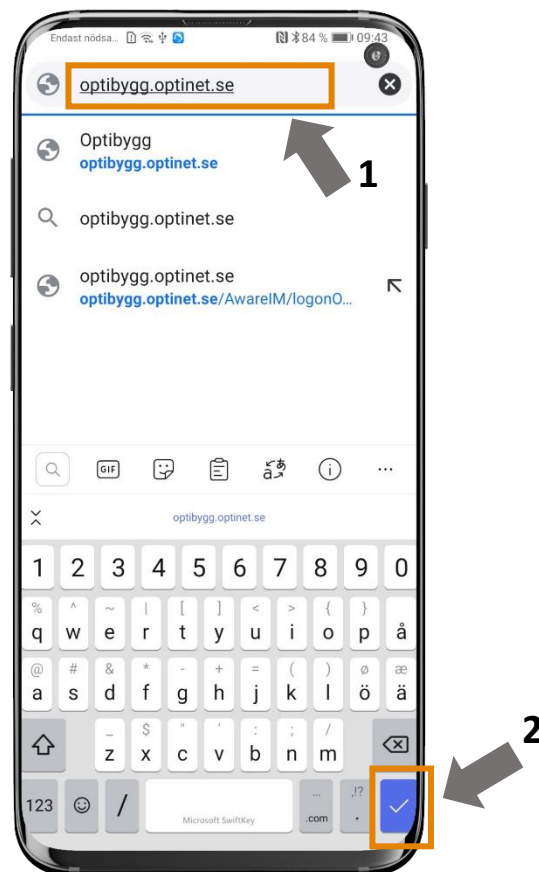 Endast nödsa... 84 % 09:43
optibygg.optinet.se
1
Optibygg
optibygg.optinet.se
optibygg.optinet.se
optibygg.optinet.se
optibygg.optinet.se/AwareIM/logonO...
GIF
あ
a
...
optibygg.optinet.se
1 2 3 4 5 6 7 8 9 0
% ^ ~ | [ ] < > { }
q w e r t y u i o p å
@ # & * - + = ( ) ø æ
a s d f g h j k l ö ä
_ $ " ' : ; /
z x c v b n m
2
... ,!?
123 / Microsoft SwiftKey .com .